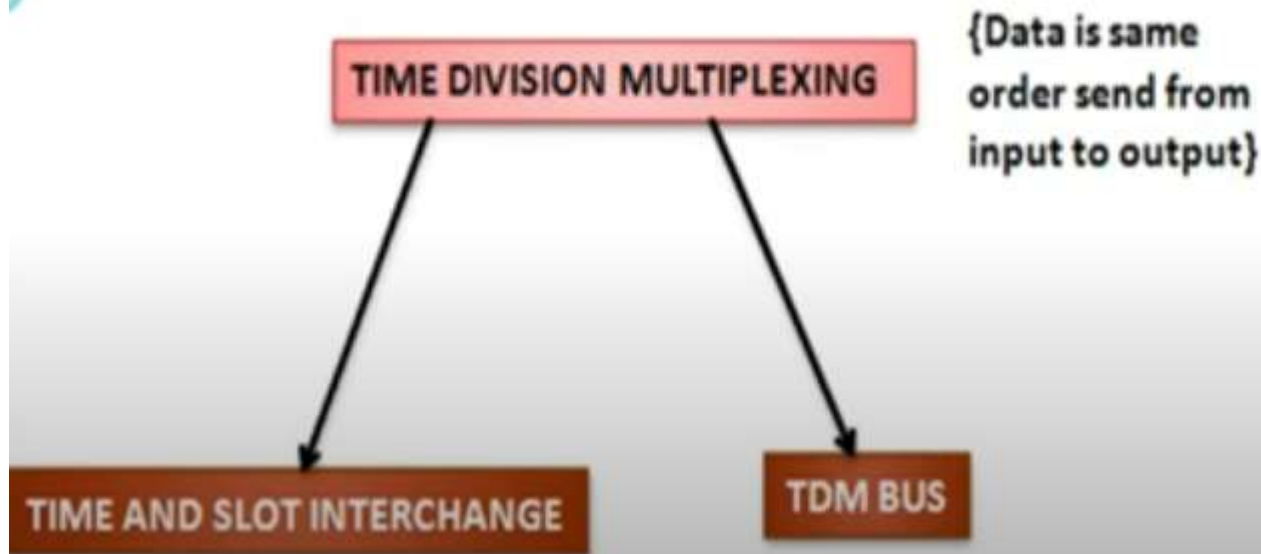 TIME DIVISION MULTIPLEXING
{Data is same
order send from
input to output}
TIME AND SLOT INTERCHANGE
TDM BUS